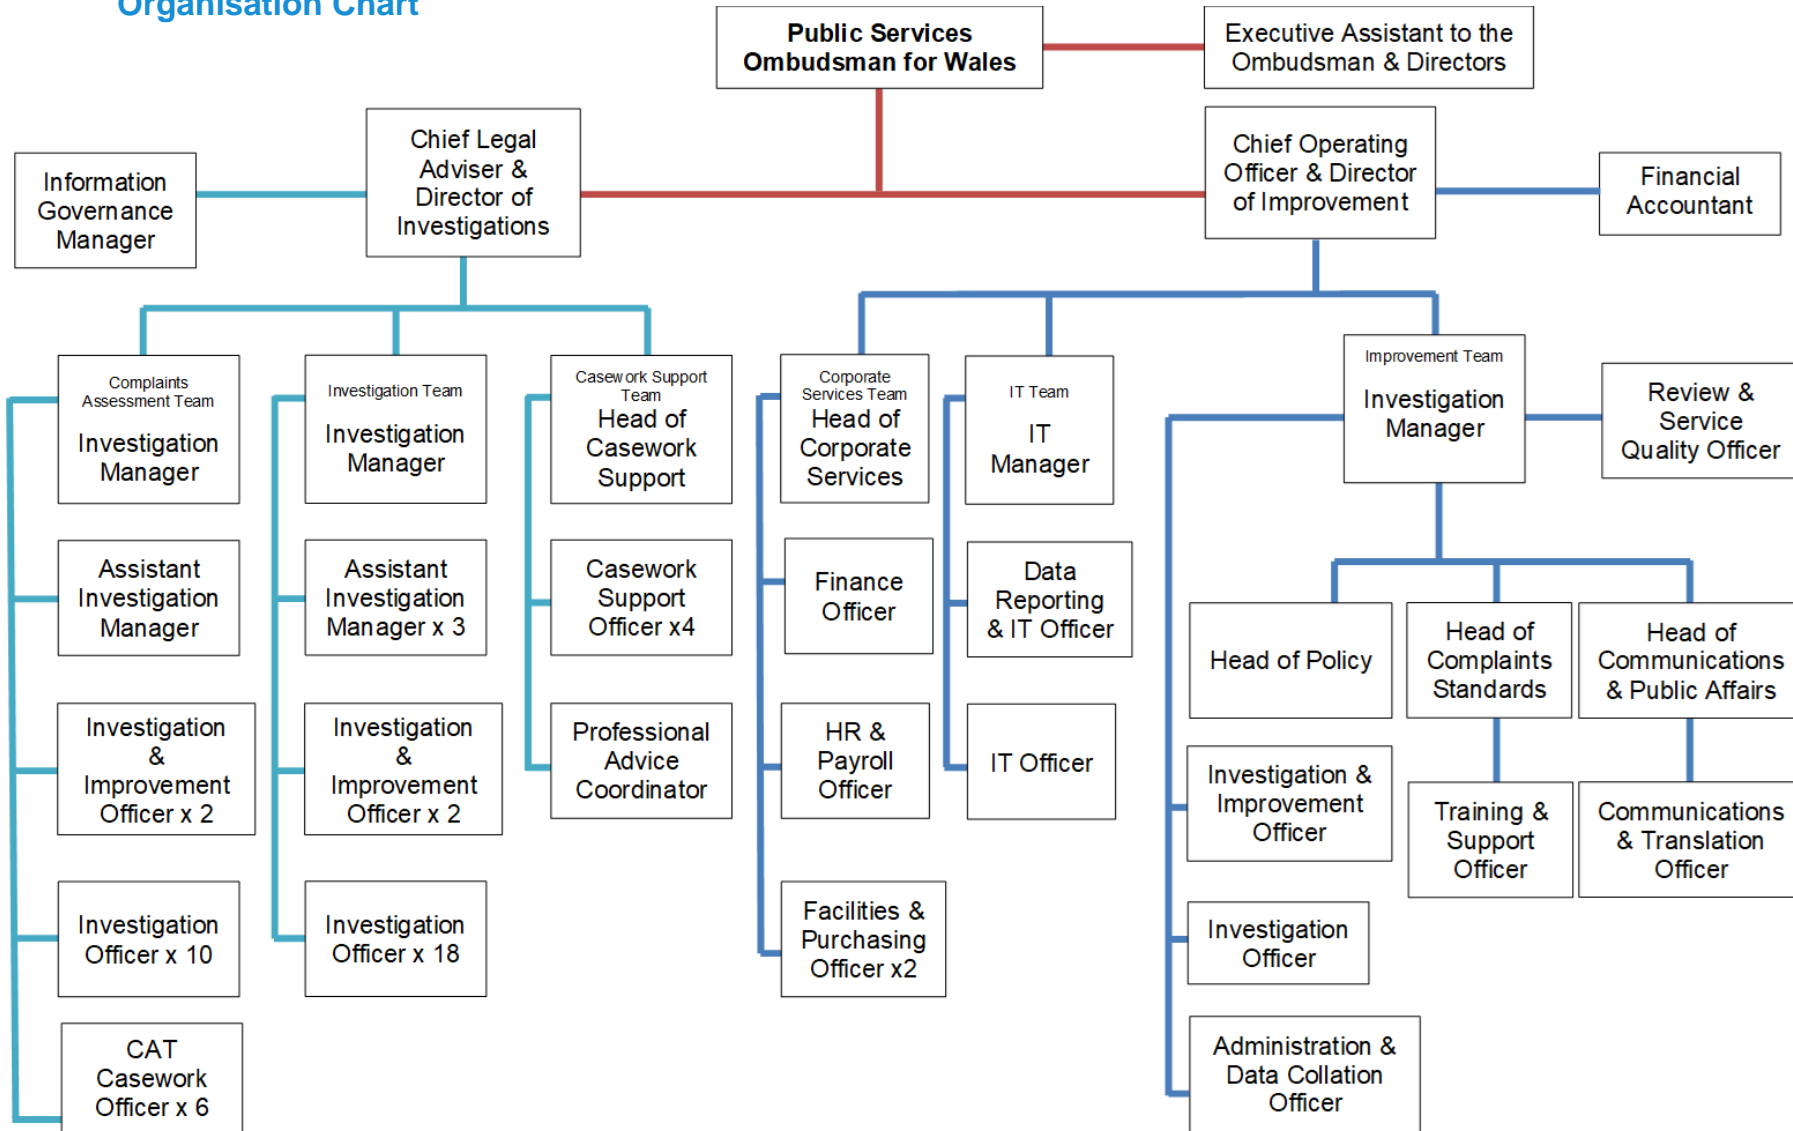 Organisation Chart
Public Services
Ombudsman for Wales
Executive Assistant to the
Ombudsman & Directors
Information
Governance
Manager
Chief Legal
Adviser &
Director of
Investigations
Chief Operating
Officer & Director
of Improvement
Financial
Accountant
Complaints
Assessment Team
Investigation
Manager
Investigation Team
Investigation
Manager
Casework Support
Team
Head of
Casework
Support
Corporate
Services Team
Head of
Corporate
Services
IT Team
IT
Manager
Improvement Team
Investigation
Manager
Review &
Service
Quality Officer
Assistant
Investigation
Manager
Assistant
Investigation
Manager x 3
Casework
Support
Officer x4
Finance
Officer
Data
Reporting
& IT Officer
Head of Policy
Head of
Complaints
Standards
Head of
Communications
& Public Affairs
Investigation
&
Improvement
Officer x 2
Investigation
&
Improvement
Officer x 2
Professional
Advice
Coordinator
HR &
Payroll
Officer
IT Officer
Investigation &
Improvement
Officer
Training &
Support
Officer
Communications
& Translation
Officer
Investigation
Officer x 10
Investigation
Officer x 18
Facilities &
Purchasing
Officer x2
Investigation
Officer
CAT
Casework
Officer x 6
Administration &
Data Collation
Officer